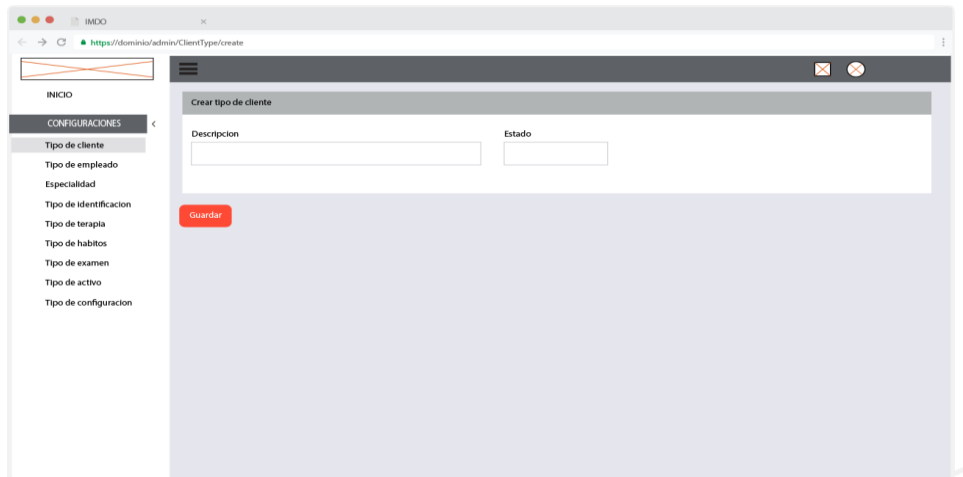 IMDO
https://dominio/admin/ClientType/create
INICIO
CONFIGURACIONES
Tipo de cliente
Tipo de empleado
Especialidad
Tipo de identificacion
Tipo de terapia
Tipo de habitos
Tipo de examen
Tipo de activo
Tipo de configuracion
Crear tipo de cliente
Descripcion Estado
Guardar